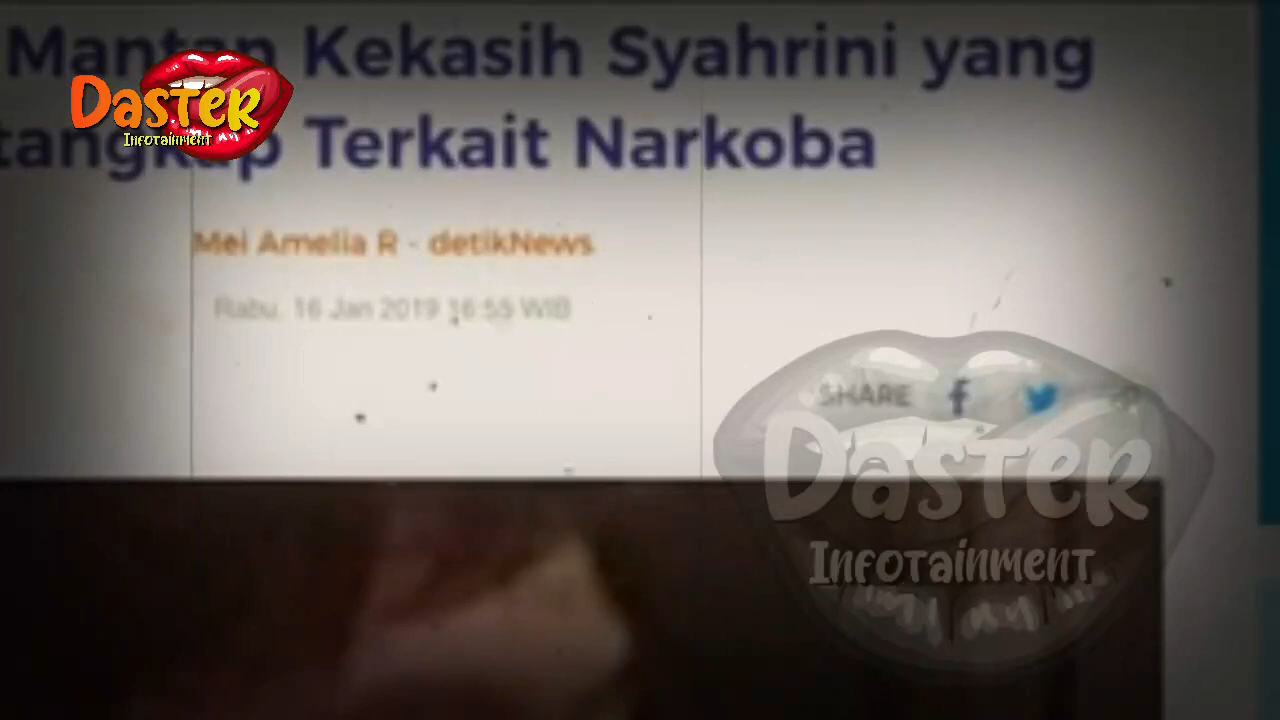 Mantan Kekasih Syahrini yang
tangkap Terkait Narkoba
DASTER
INFOTAINMENT
Mei Amelia R - detikNews
Rabu, 16 Jan 2019 16:55 WIB
SHARE
DASTER
INFOTAINMENT